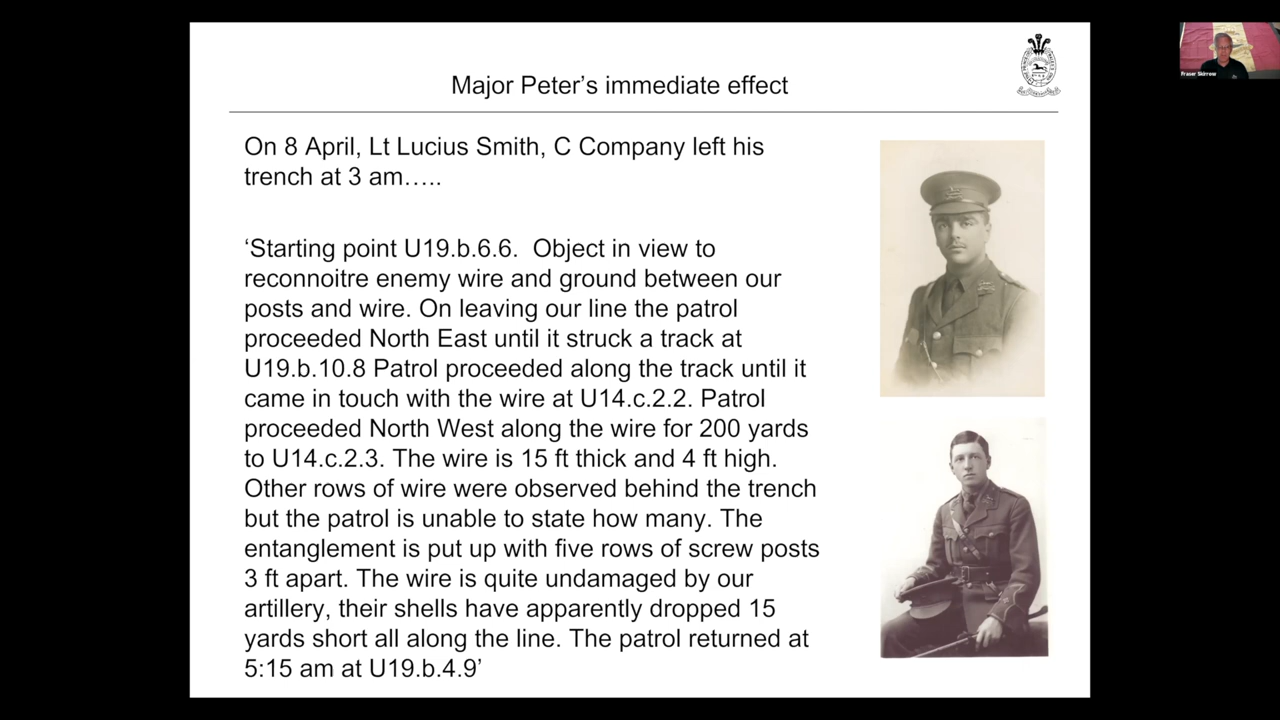 Major Peter’s immediate effect
Fraser Skirrow
On 8 April, Lt Lucius Smith, C Company left his
trench at 3 am…..
‘Starting point U19.b.6.6.  Object in view to
reconnoitre enemy wire and ground between our
posts and wire. On leaving our line the patrol
proceeded North East until it struck a track at
U19.b.10.8 Patrol proceeded along the track until it
came in touch with the wire at U14.c.2.2. Patrol
proceeded North West along the wire for 200 yards
to U14.c.2.3. The wire is 15 ft thick and 4 ft high.
Other rows of wire were observed behind the trench
but the patrol is unable to state how many. The
entanglement is put up with five rows of screw posts
3 ft apart. The wire is quite undamaged by our
artillery, their shells have apparently dropped 15
yards short all along the line. The patrol returned at
5:15 am at U19.b.4.9’